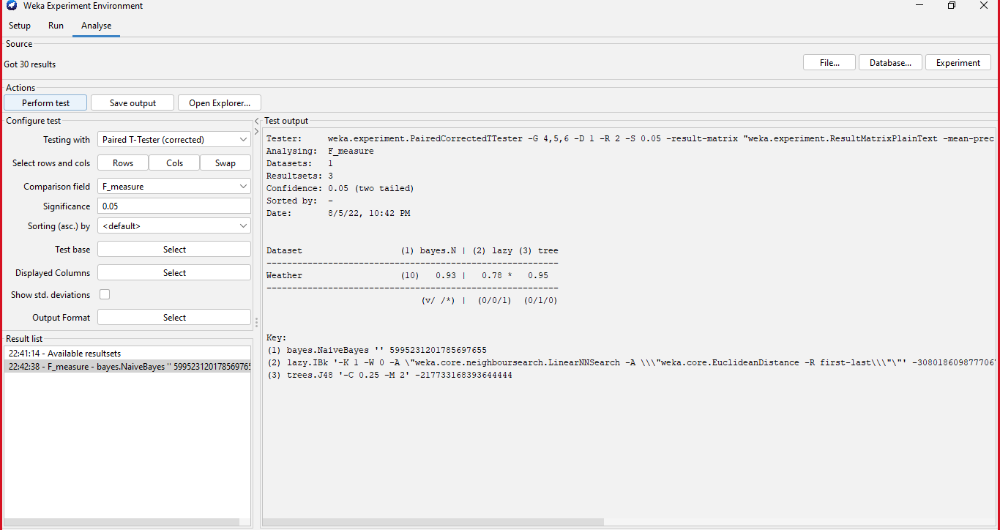 Weka Experiment Environment
Setup Run Analyse
Source
Got 30 results
File... Database... Experiment
Actions
Perform test Save output Open Explorer...
Configure test
Testing with Paired T-Tester (corrected)
Select rows and cols Rows Cols Swap
Comparison field F_measure
Significance 0.05
Sorting (asc.) by <default>
Test base Select
Displayed Columns Select
Show std. deviations
Output Format Select
Result list
22:41:14 - Available resultsets
22:42:38 - F_measure - bayes.NaiveBayes '' 5995231201785697655
Test output
Tester: weka.experiment.PairedCorrectedTTester -G 4,5,6 -D 1 -R 2 -S 0.05 -result-matrix "weka.experiment.ResultMatrixPlainText -mean-prec
Analysing: F_measure
Datasets: 1
Resultsets: 3
Confidence: 0.05 (two tailed)
Sorted by: -
Date: 8/5/22, 10:42 PM
Dataset (1) bayes.N | (2) lazy (3) tree
---------------------------------------------------------
Weather (10) 0.93 | 0.78 * 0.95
---------------------------------------------------------
(v/ /*) | (0/0/1) (0/1/0)
Key:
(1) bayes.NaiveBayes '' 5995231201785697655
(2) lazy.IBk '-K 1 -W 0 -A \"weka.core.neighboursearch.LinearNNSearch -A \\\"weka.core.EuclideanDistance -R first-last\\\"\"' -308018609877706
(3) trees.J48 '-C 0.25 -M 2' -217733168393644444